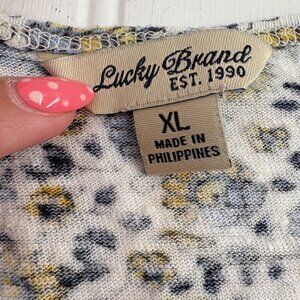 Lucky Brand
EST. 1990
XL
MADE IN
PHILIPPINES